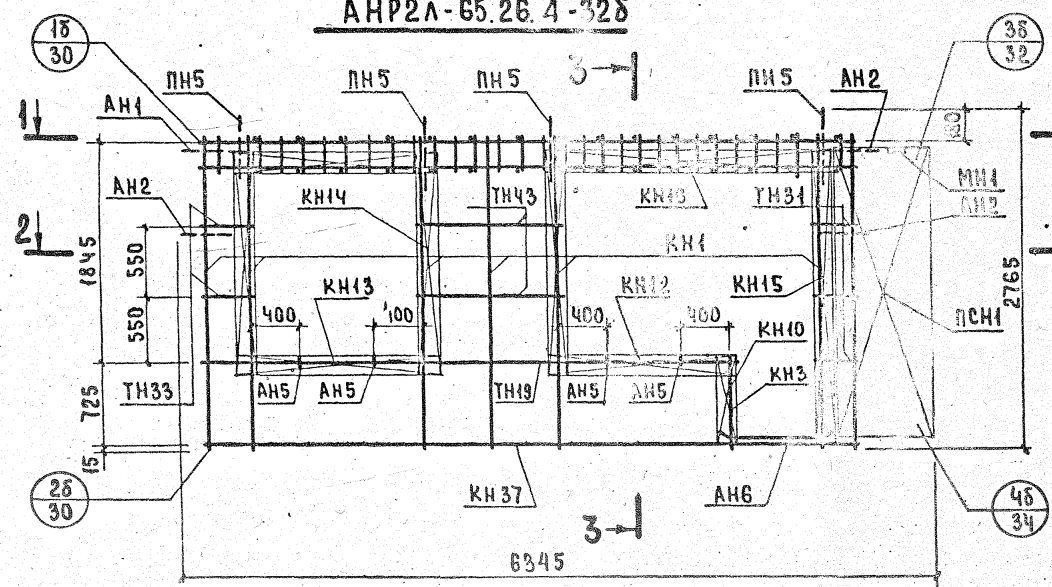 АНР2Л-65.26.4-32б
1б
30
3б
32
ПН5
ПН5
ПН5
3
ПН5
АН2
АН1
1
180
МН1
АН2
КН14
ТН43
КН16
ТН31
АН2
2
КН1
1845
550
550
КН13
КН12
КН15
2765
400
400
400
400
КН10
ПСН1
КН3
ТН33
АН5
АН5
ТН19
АН5
АН5
725
15
2б
30
КН37
АН6
4б
34
3
6345